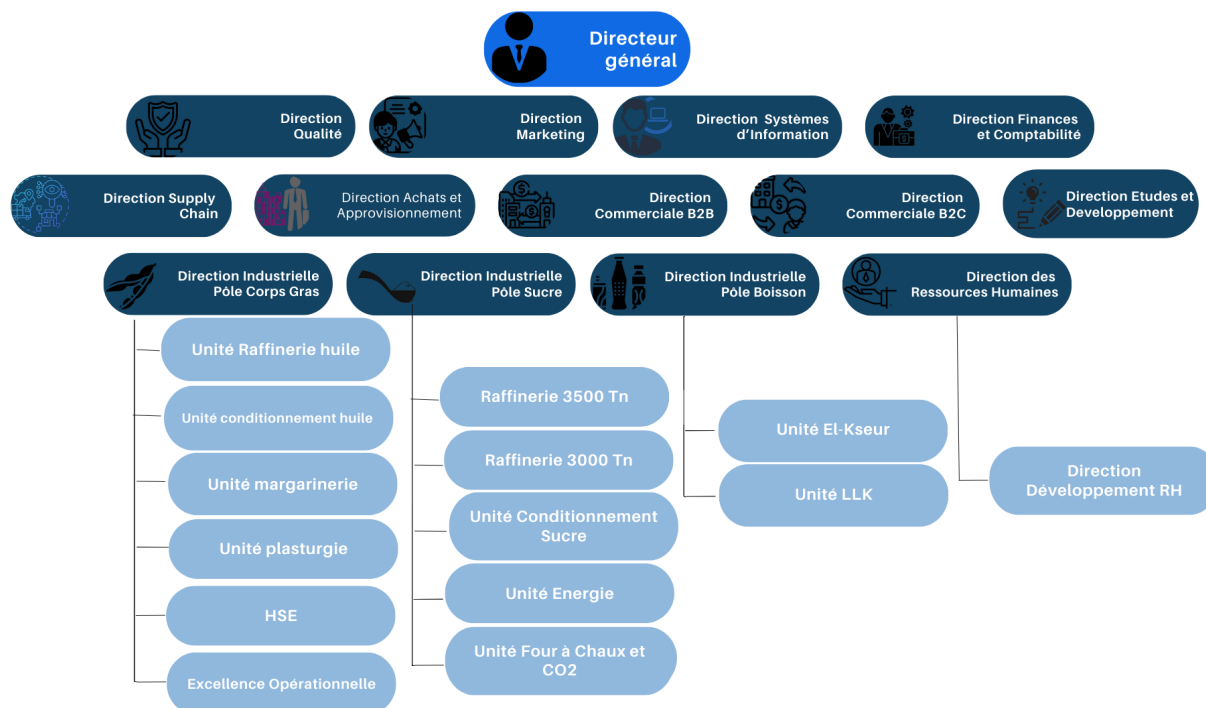 Directeur
général
Direction
Qualité
Direction
Marketing
Direction Systèmes
d'Information
Direction Finances
et Comptabilité
Direction Supply
Chain
Direction Achats et
Approvisionnement
Direction
Commerciale B2B
Direction
Commerciale B2C
Direction Etudes et
Developpement
Direction Industrielle
Pôle Corps Gras
Direction Industrielle
Pôle Sucre
Direction Industrielle
Pôle Boisson
Direction des
Ressources Humaines
Unité Raffinerie huile
Unité conditionnement huile
Unité margarinerie
Unité plasturgie
HSE
Excellence Opérationnelle
Raffinerie 3500 Tn
Raffinerie 3000 Tn
Unité Conditionnement
Sucre
Unité Energie
Unité Four à Chaux et
CO2
Unité El-Kseur
Unité LLK
Direction
Développement RH